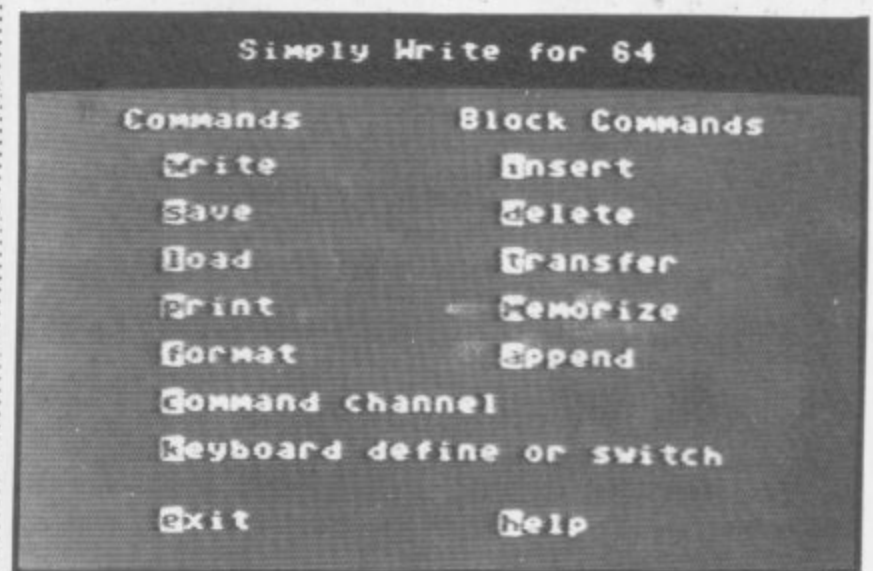 Simply Write for 64
Commands Block Commands
write insert
save delete
load transfer
print memorize
format append
command channel
keyboard define or switch
exit help